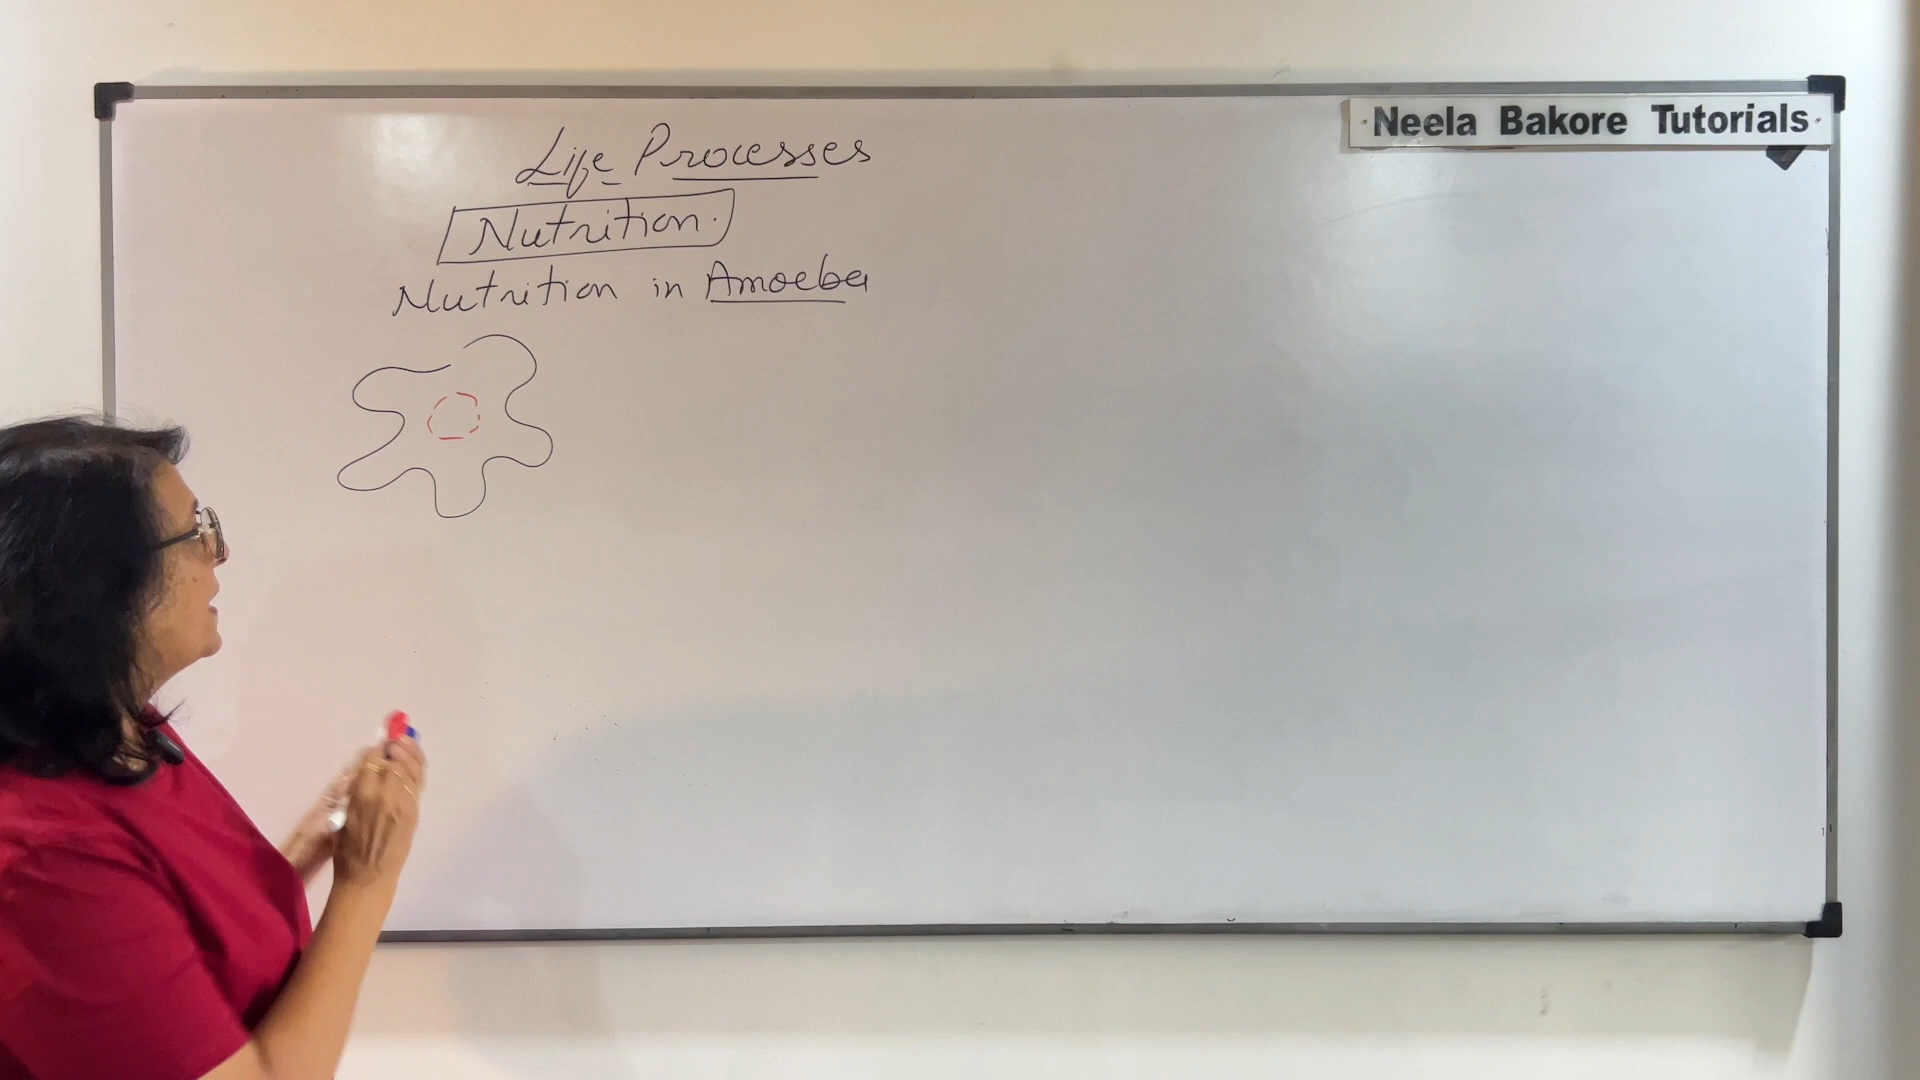 Neela Bakore Tutorials
Life Processes
Nutrition.
Nutrition in Amoeba